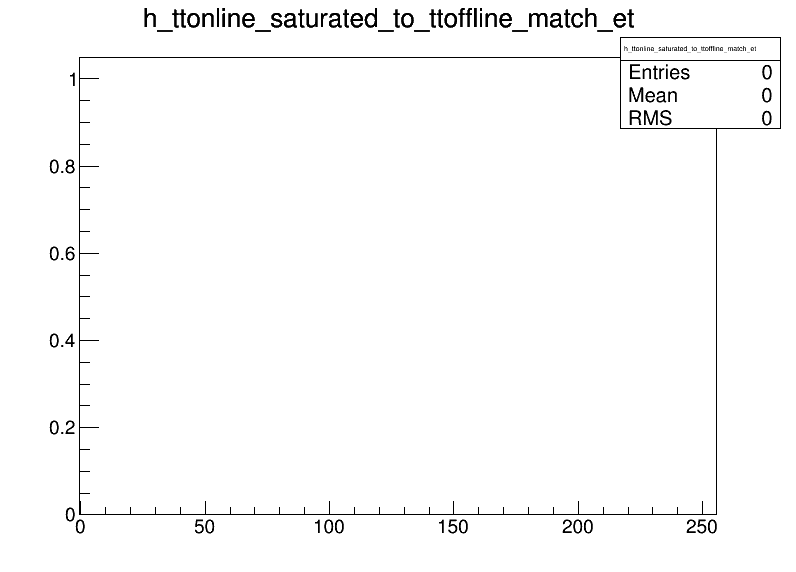 h_ttonline_saturated_to_ttoffline_match_et
h_ttonline_saturated_to_ttoffline_match_et
Entries 0
Mean 0
RMS 0
1
0.8
0.6
0.4
0.2
0
0 50 100 150 200 250